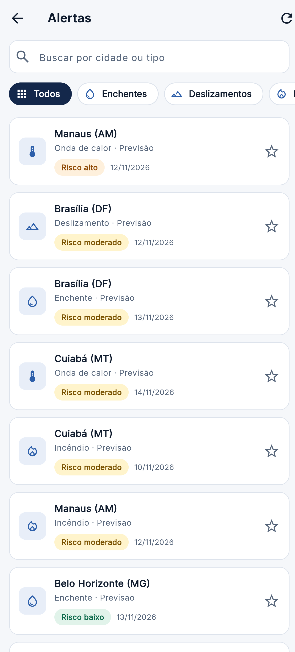 Alertas
Buscar por cidade ou tipo
Todos
Enchentes
Deslizamentos
Manaus (AM)
Onda de calor · Previsão
Risco alto 12/11/2026
Brasília (DF)
Deslizamento · Previsão
Risco moderado 12/11/2026
Brasília (DF)
Enchente · Previsão
Risco moderado 13/11/2026
Cuiabá (MT)
Onda de calor · Previsão
Risco moderado 14/11/2026
Cuiabá (MT)
Incêndio · Previsão
Risco moderado 10/11/2026
Manaus (AM)
Incêndio · Previsão
Risco moderado 12/11/2026
Belo Horizonte (MG)
Enchente · Previsão
Risco baixo 13/11/2026